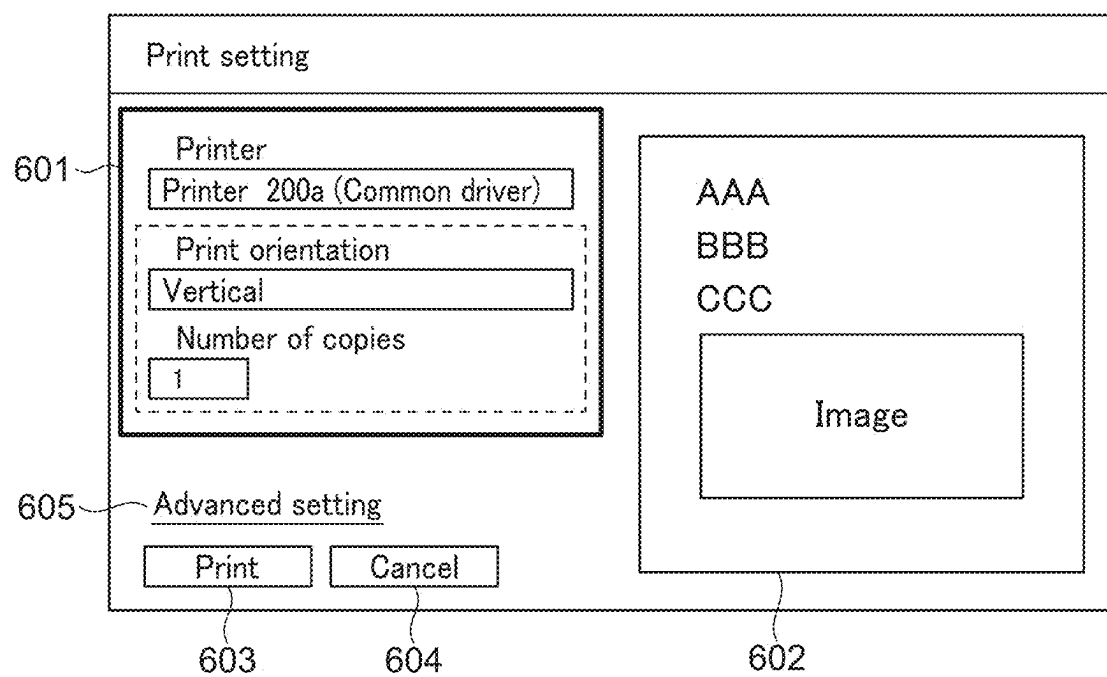 Print setting
601
Printer
Printer 200a (Common driver)
Print orientation
Vertical
Number of copies
1
605
Advanced setting
Print
Cancel
AAA
BBB
CCC
Image
603
604
602